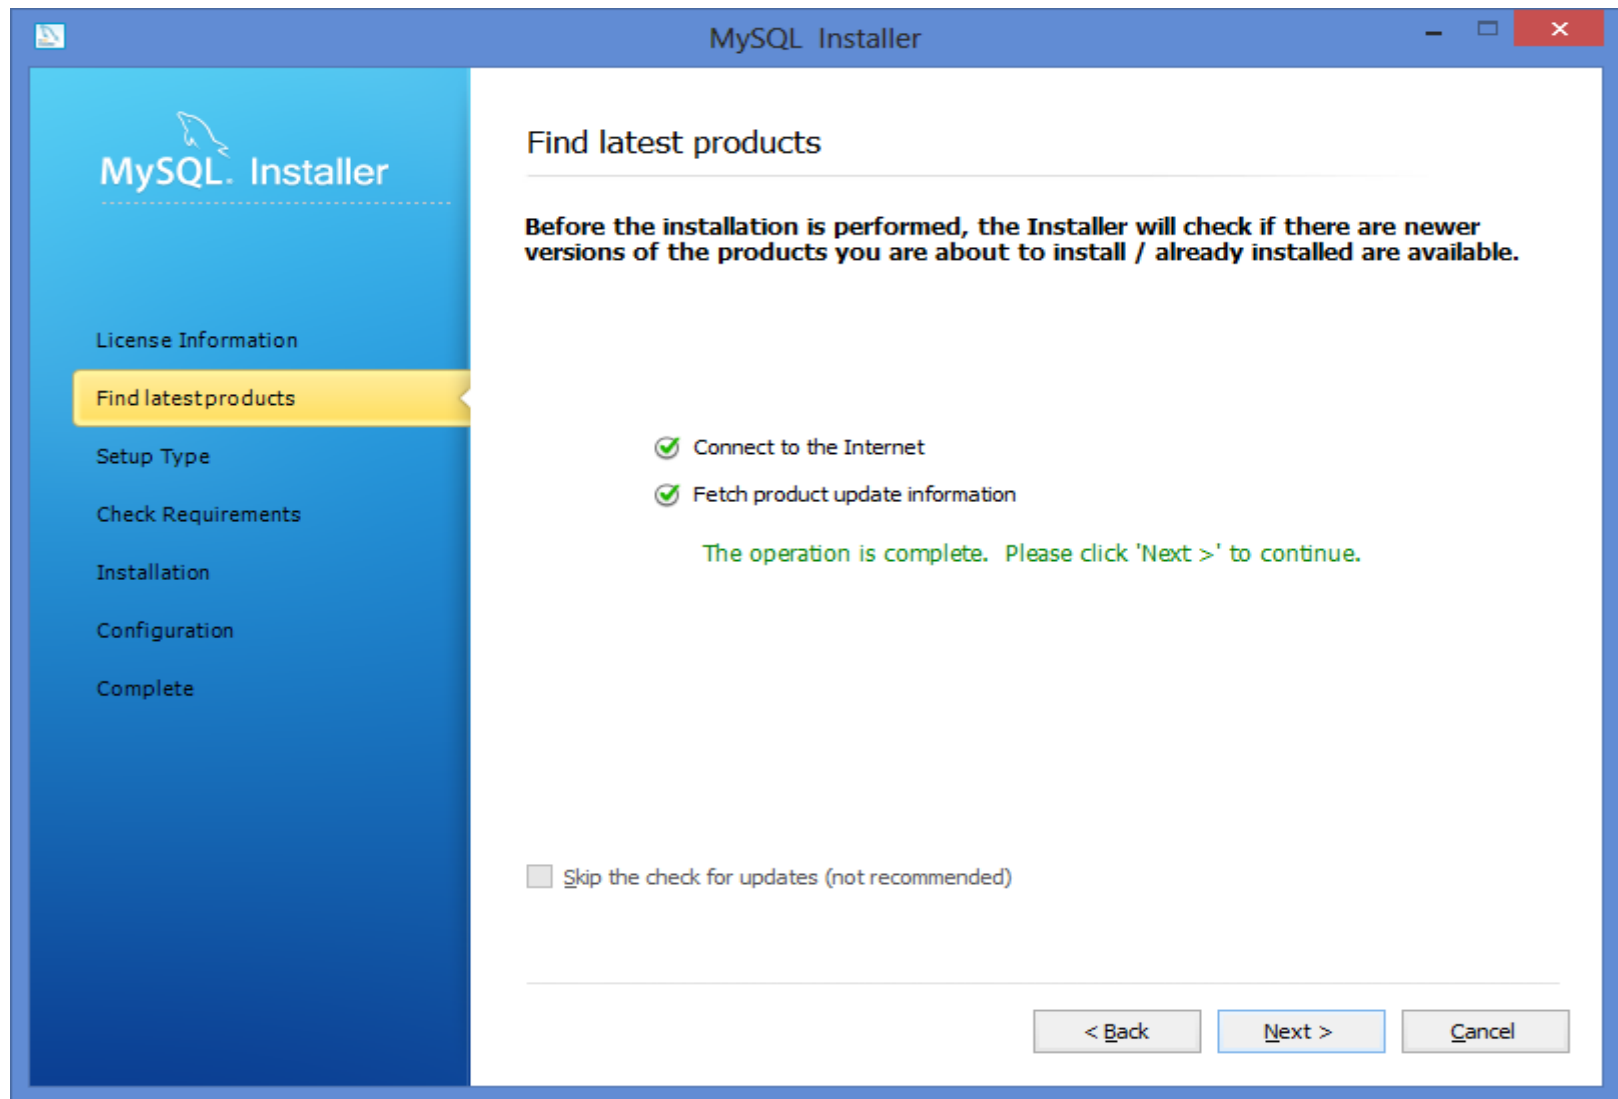 MySQL Installer
MySQL. Installer
License Information
Find latest products
Setup Type
Check Requirements
Installation
Configuration
Complete
Find latest products
Before the installation is performed, the Installer will check if there are newer
versions of the products you are about to install / already installed are available.
Connect to the Internet
Fetch product update information
The operation is complete. Please click 'Next >' to continue.
Skip the check for updates (not recommended)
< Back
Next >
Cancel